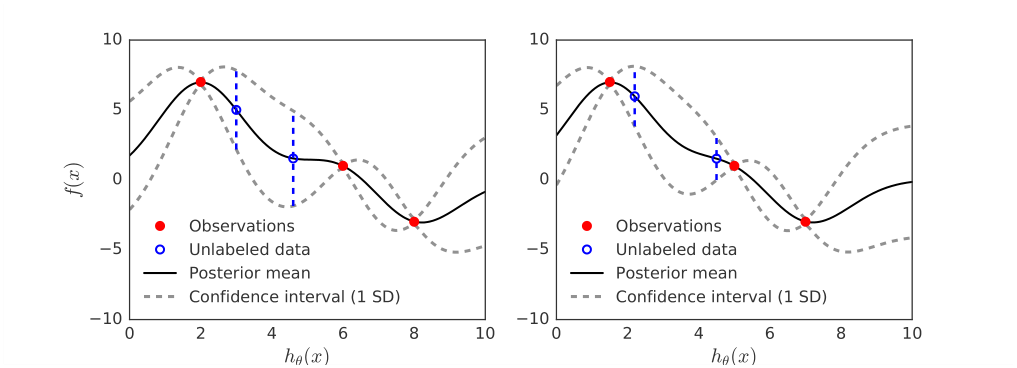 10
5
0
−5
−10
f(x)
0 2 4 6 8 10
h_θ(x)
Observations
Unlabeled data
Posterior mean
Confidence interval (1 SD)
10
5
0
−5
−10
0 2 4 6 8 10
h_θ(x)
Observations
Unlabeled data
Posterior mean
Confidence interval (1 SD)